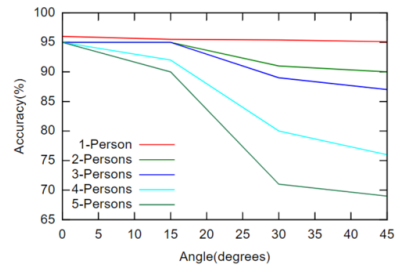 100
95
90
85
80
75
70
65
Accuracy(%)
1-Person
2-Persons
3-Persons
4-Persons
5-Persons
0 5 10 15 20 25 30 35 40 45
Angle(degrees)